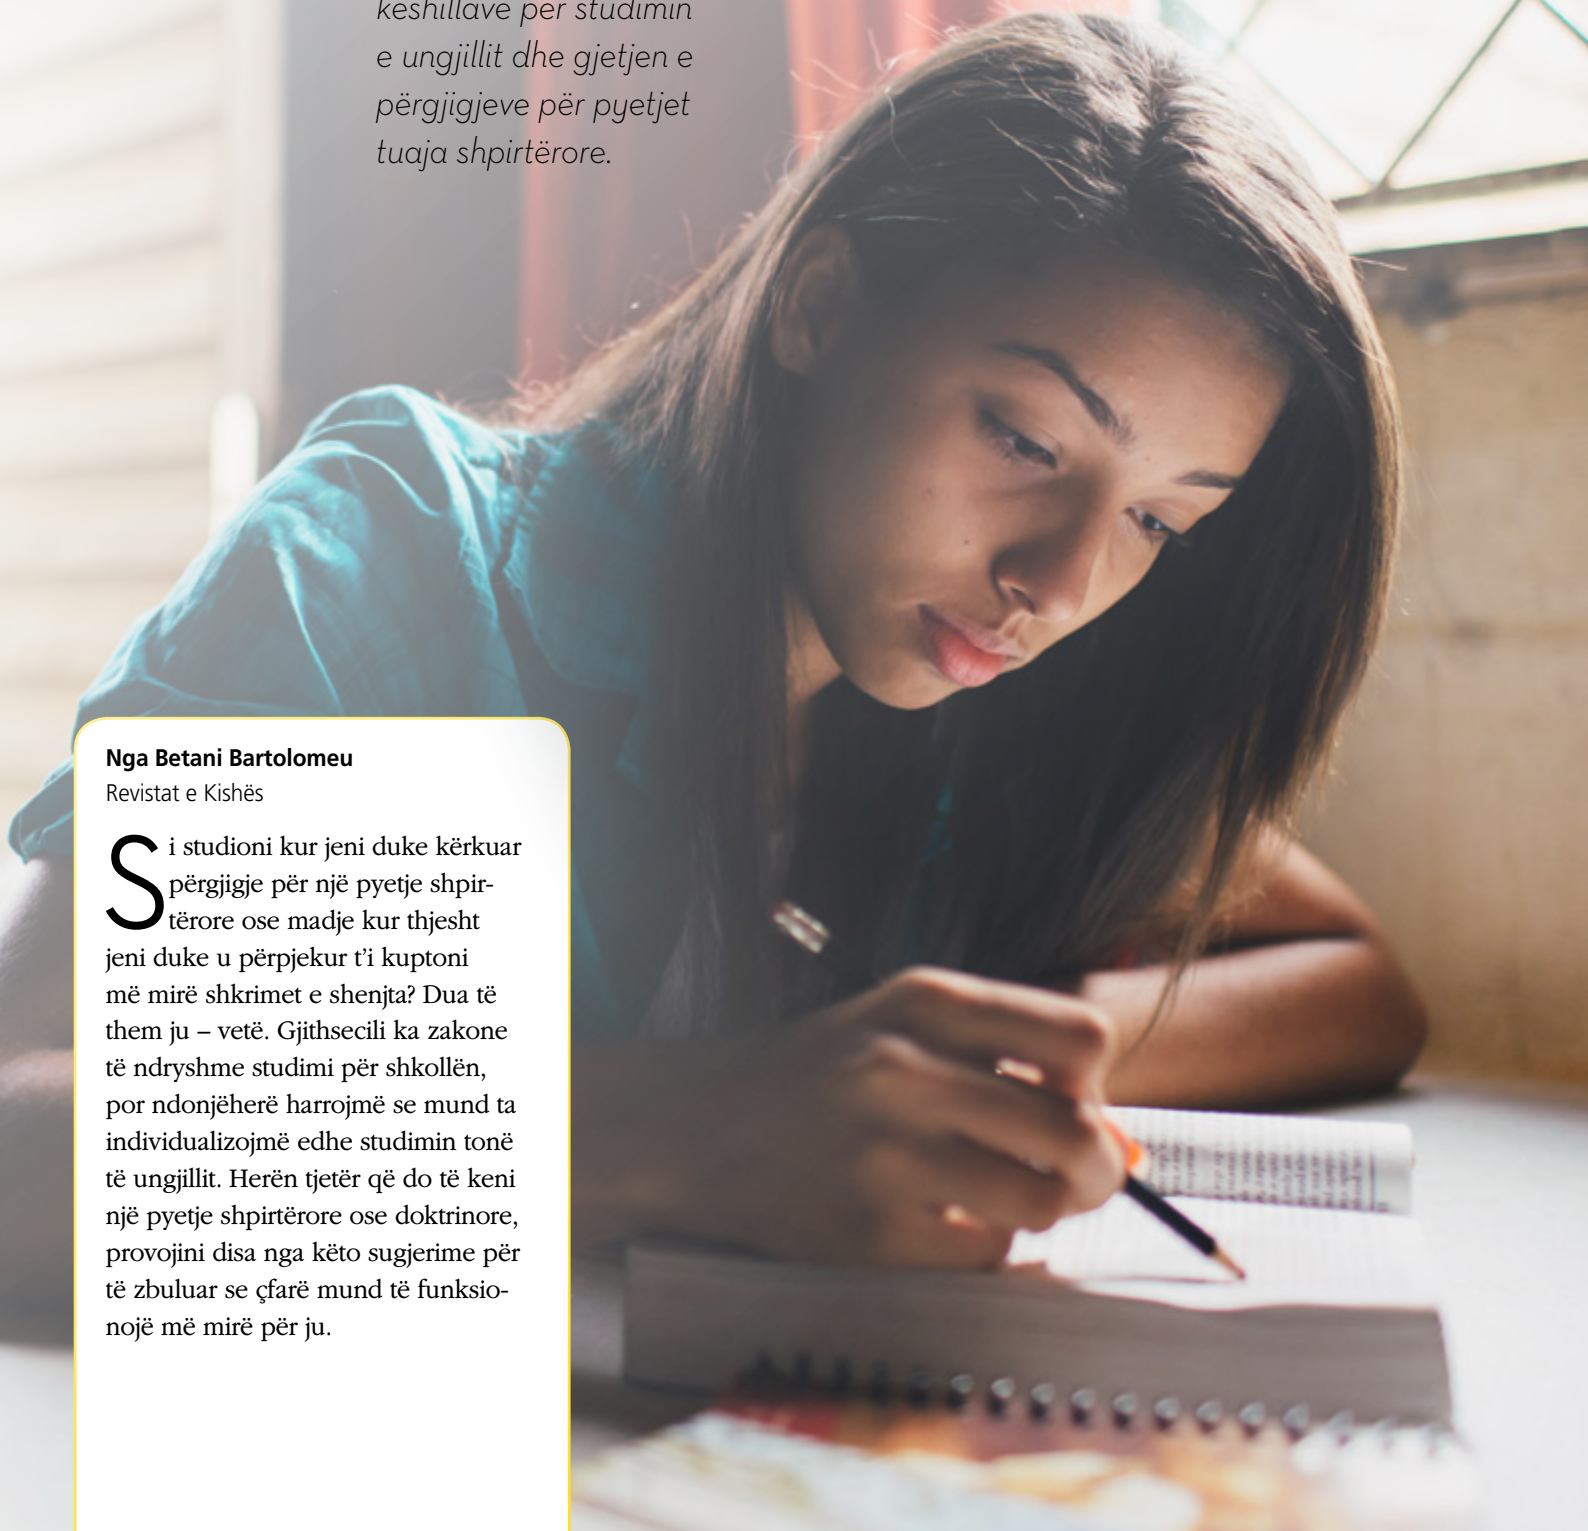 këshillave për studimin
e ungjillit dhe gjetjen e
përgjigjeve për pyetjet
tuaja shpirtërore.
Nga Betani Bartolomeu
Revistat e Kishës
Si studioni kur jeni duke kërkuar
përgjigje për një pyetje shpir-
tërore ose madje kur thjesht
jeni duke u përpjekur t’i kuptoni
më mirë shkrimet e shenjta? Dua të
them ju – vetë. Gjithsecili ka zakone
të ndryshme studimi për shkollën,
por ndonjëherë harrojmë se mund ta
individualizojmë edhe studimin tonë
të ungjillit. Herën tjetër që do të keni
një pyetje shpirtërore ose doktrinore,
provojini disa nga këto sugjerime për
të zbuluar se çfarë mund të funksio-
nojë më mirë për ju.